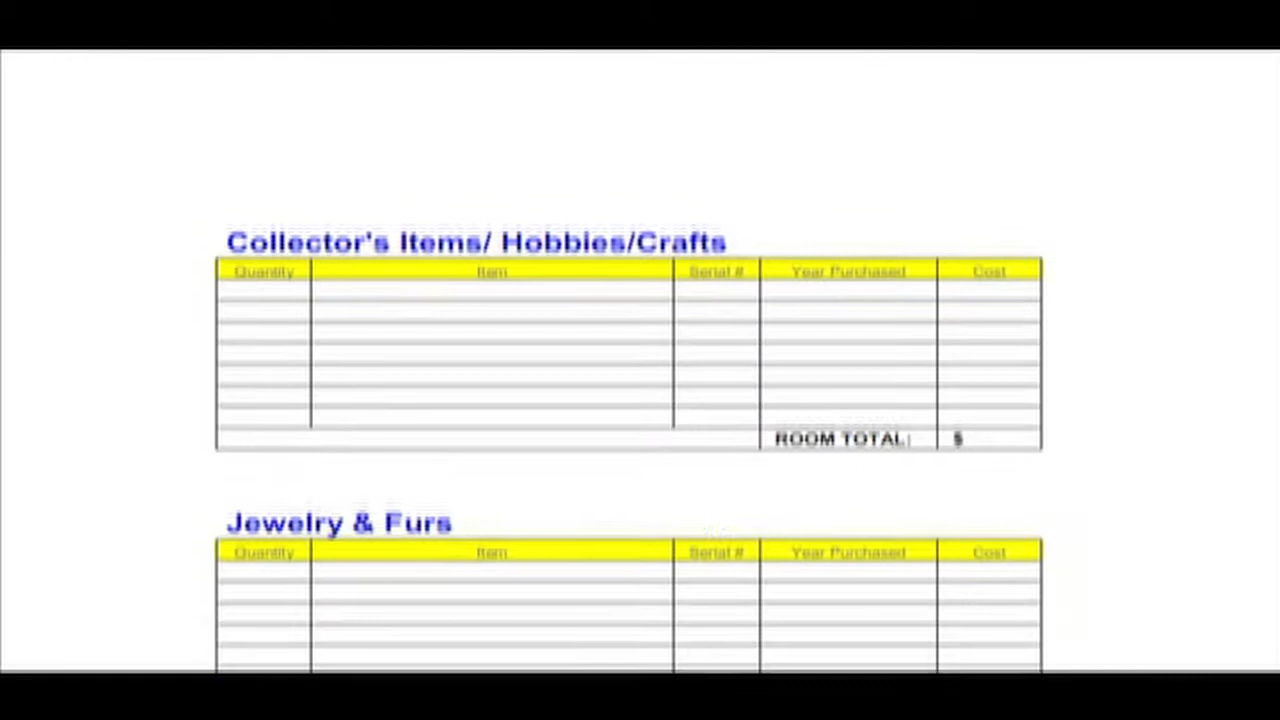 Collector's Items/ Hobbies/Crafts
Quantity Item Serial # Year Purchased Cost
ROOM TOTAL: $
Jewelry & Furs
Quantity Item Serial # Year Purchased Cost